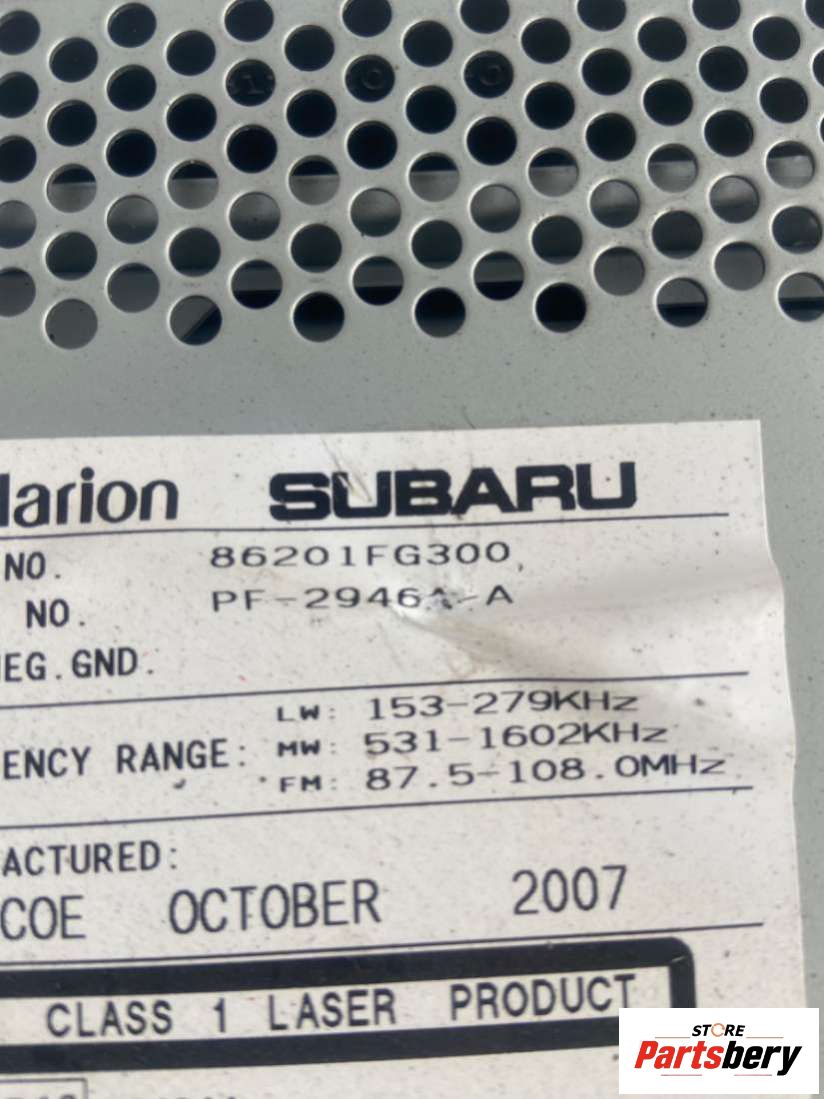 larion SUBARU
NO. 86201FG300
NO. PF-2946A-A
EG.GND.
LW: 153-279KHz
ENCY RANGE: MW: 531-1602KHz
FM: 87.5-108.0MHz
ACTURED:
COE OCTOBER 2007
CLASS 1 LASER PRODUCT
STORE
Partsbery